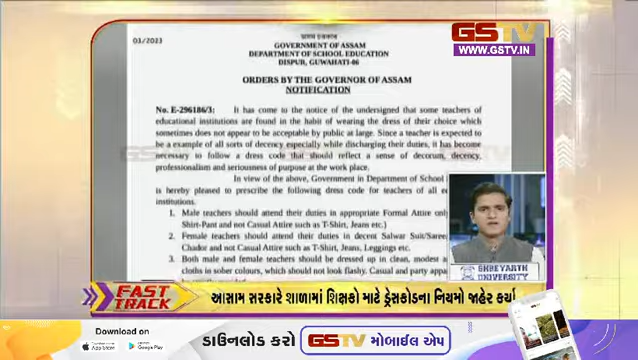 GSTV
WWW.GSTV.IN
03/2023
GOVERNMENT OF ASSAM
DEPARTMENT OF SCHOOL EDUCATION
DISPUR, GUWAHATI-06
ORDERS BY THE GOVERNOR OF ASSAM
NOTIFICATION
No. E-296186/3: It has come to the notice of the undersigned that some teachers of
educational institutions are found in the habit of wearing the dress of their choice which
sometimes does not appear to be acceptable by public at large. Since a teacher is expected to
be a example of all sorts of decency especially while discharging their duties, it has become
necessary to follow a dress code that should reflect a sense of decorum, decency,
professionalism and seriousness of purpose at the work place.
In view of the above, Government in Department of School
is hereby pleased to prescribe the following dress code for teachers of all
institutions.
1. Male teachers should attend their duties in appropriate Formal Attire only
Shirt-Pant and not Casual Attire such as T-Shirt, Jeans etc.)
2. Female teachers should attend their duties in decent Salwar Suit/Saree
Chador and not Casual Attire such as T-Shirt, Jeans, Leggings etc.
3. Both male and female teachers should be dressed up in clean, modest
cloths in sober colours, which should not look flashy. Casual and party
SHREYARTH
UNIVERSITY
FAST
TRACK
આસામ સરકારે શાળામાં શિક્ષકો માટે ડ્રેસકોડના નિયમો જાહેર કર્યા
Download on
App Store
Google Play
ડાઉનલોડ કરો GSTV મોબાઈલ એપ